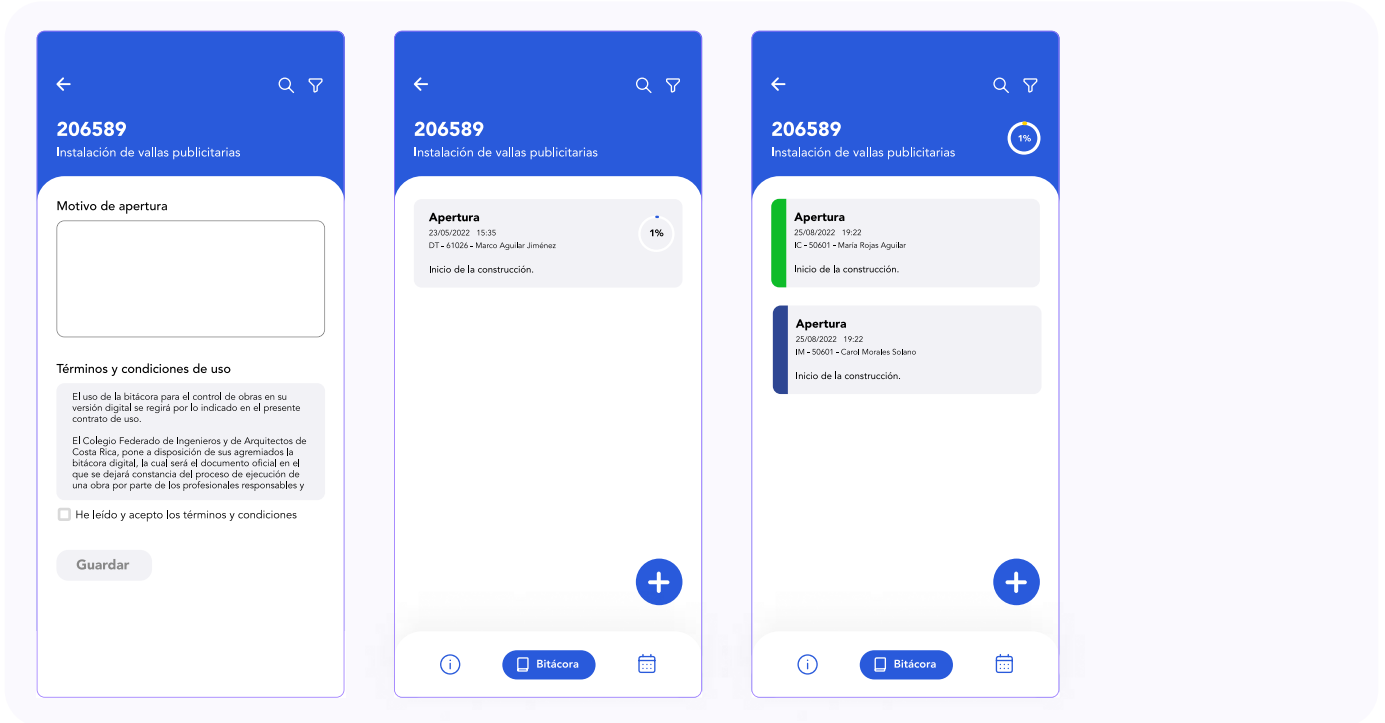 206589
Instalación de vallas publicitarias
Motivo de apertura
Términos y condiciones de uso
El uso de la bitácora para el control de obras en su
versión digital se regirá por lo indicado en el presente
contrato de uso.
El Colegio Federado de Ingenieros y de Arquitectos de
Costa Rica, pone a disposición de sus agremiados la
bitácora digital, la cual será el documento oficial en el
que se dejará constancia del proceso de ejecución de
una obra por parte de los profesionales responsables y
He leído y acepto los términos y condiciones
Guardar
206589
Instalación de vallas publicitarias
Apertura
23/05/2022 15:35
DT - 61026 - Marco Aguilar Jiménez
1%
Inicio de la construcción.
Bitácora
206589
Instalación de vallas publicitarias
1%
Apertura
25/08/2022 19:22
IC - 50601 - María Rojas Aguilar
Inicio de la construcción.
Apertura
25/08/2022 19:22
IM - 50601 - Carol Morales Solano
Inicio de la construcción.
Bitácora